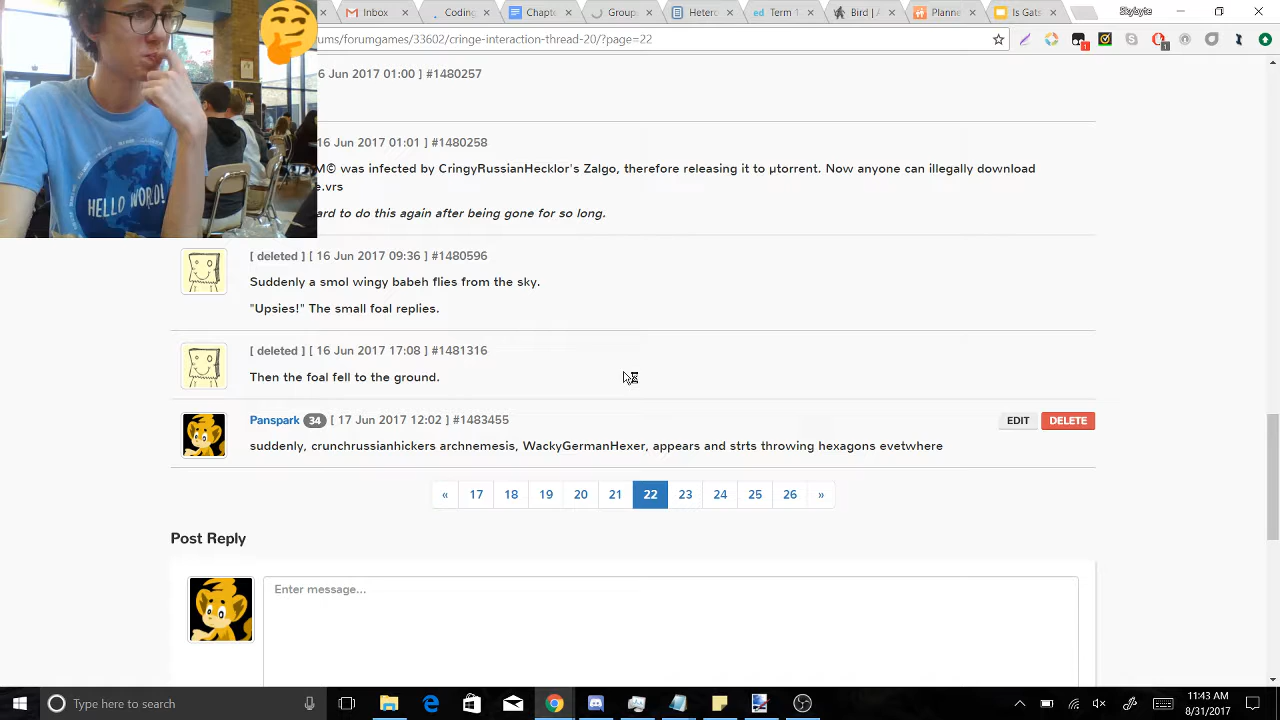 Inbox
Coding
Chapte
Group
Hetero
ed Term 1
Bird | A
Planne
Is Gats
Skylayte
ums/forumgames/33602/cringe-interaction-thread-20/?page=22
6 Jun 2017 01:00 ] #1480257
16 Jun 2017 01:01 ] #1480258
M© was infected by CringyRussianHecklor's Zalgo, therefore releasing it to µtorrent. Now anyone can illegally download
e.vrs
ard to do this again after being gone for so long.
HELLO WORLD!
[ deleted ] [ 16 Jun 2017 09:36 ] #1480596
Suddenly a smol wingy babeh flies from the sky.
"Upsies!" The small foal replies.
[ deleted ] [ 16 Jun 2017 17:08 ] #1481316
Then the foal fell to the ground.
Panspark 34 [ 17 Jun 2017 12:02 ] #1483455
EDIT DELETE
suddenly, crunchrussianhickers archnemesis, WackyGermanHexer, appears and strts throwing hexagons evetwhere
« 17 18 19 20 21 22 23 24 25 26 »
Post Reply
Enter message...
Type here to search
11:43 AM
8/31/2017